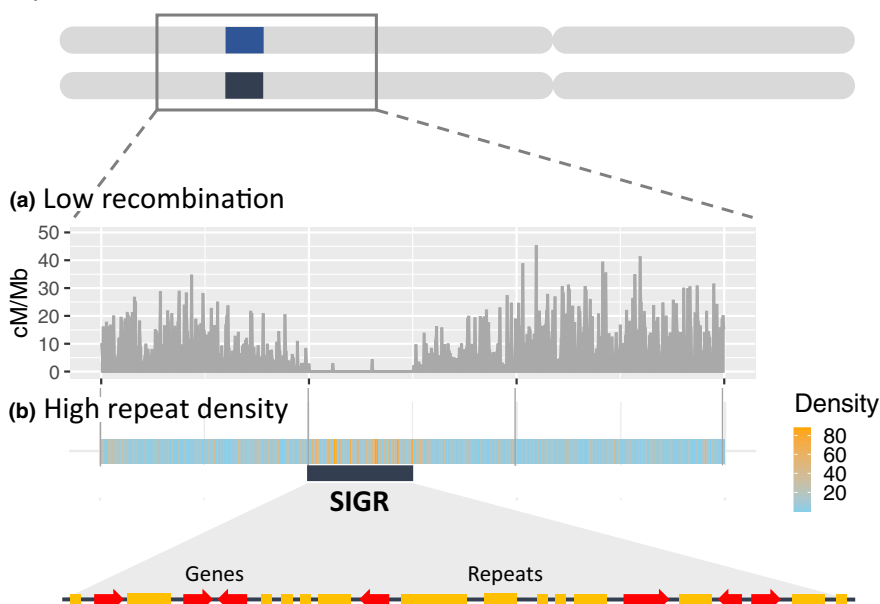 (a) Low recombination
50
40
30
20
10
0
cM/Mb
(b) High repeat density
Density
80
60
40
20
SIGR
Genes
Repeats